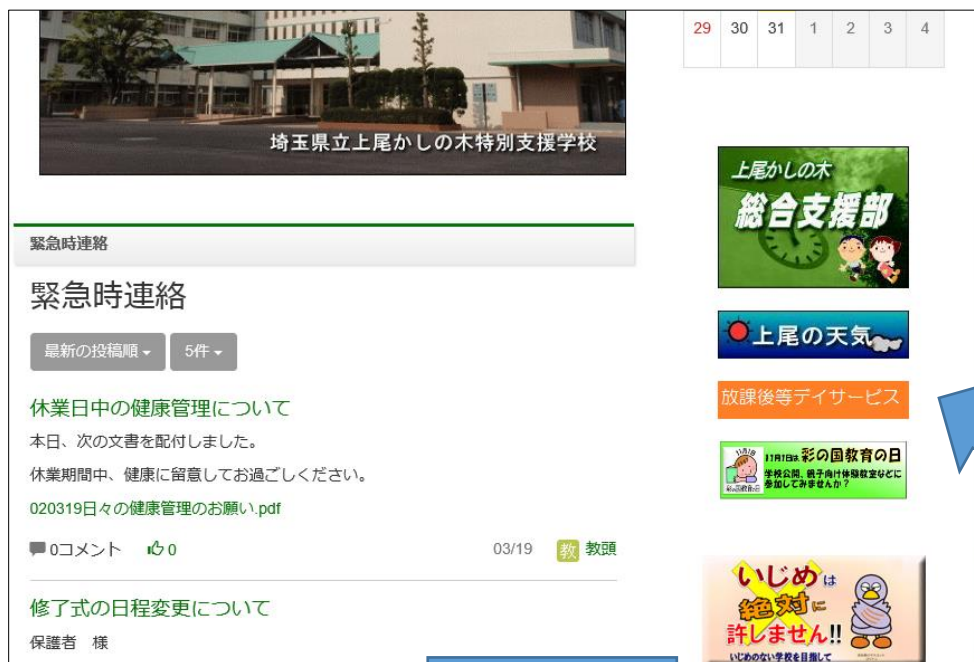 埼玉県立上尾かしの木特別支援学校
緊急時連絡
緊急時連絡
最新の投稿順
5件
休業日中の健康管理について
本日、次の文書を配付しました。
休業期間中、健康に留意してお過ごしください。
020319日々の健康管理のお願い.pdf
0コメント 0 03/19 教 教頭
修了式の日程変更について
保護者 様
29 30 31 1 2 3 4
上尾かしの木
総合支援部
上尾の天気
放課後等デイサービス
11月1日は 彩の国教育の日
学校公開、親子向け体験教室などに
参加してみませんか?
いじめは
絶対に
許しません!!
いじめのない学校を目指して